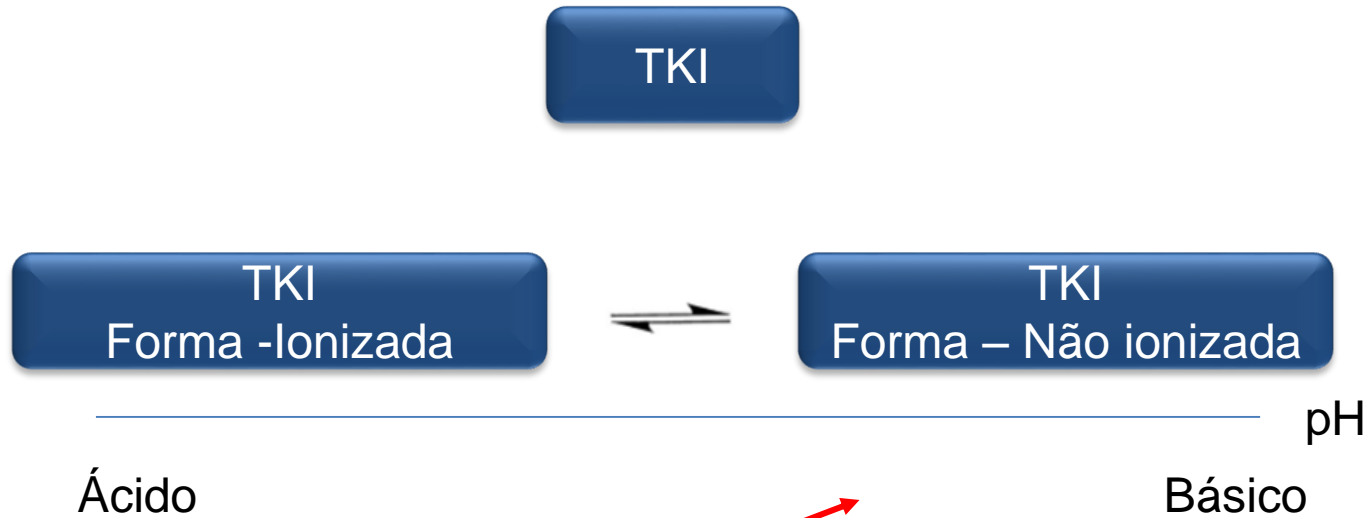 TKI
TKI
Forma -Ionizada
TKI
Forma – Não ionizada
pH
Ácido
Básico